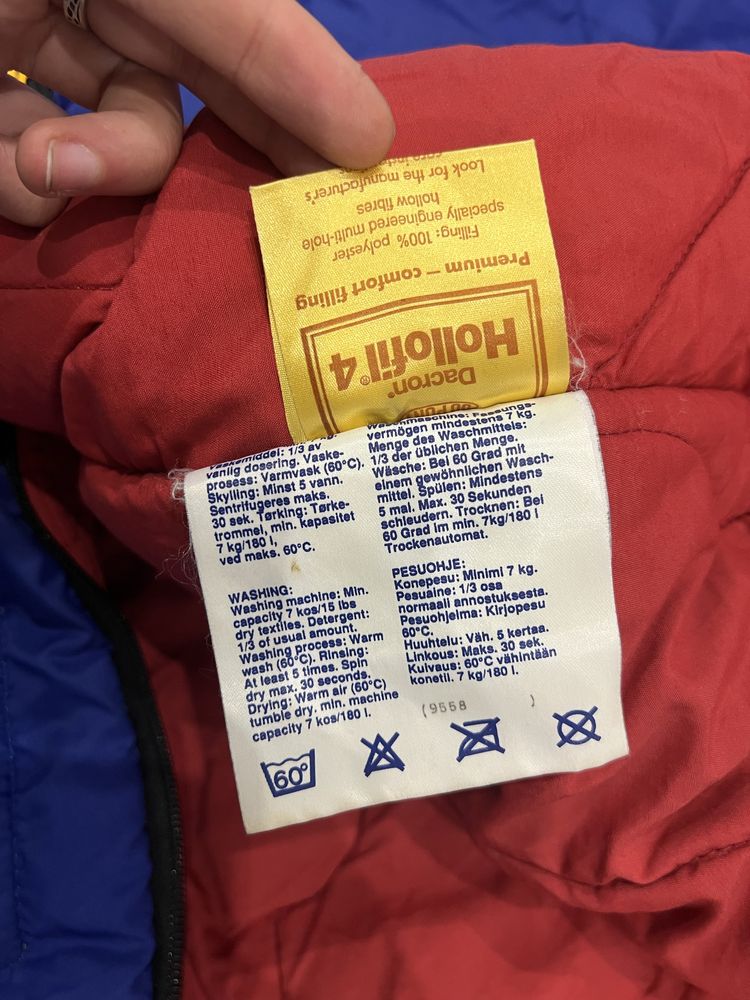 Look for the manufacturer's
hollow fibres
specially engineered multi-hole
Filling: 100% polyester
Premium – comfort filling
Hollofil® 4
Dacron®
DU PONT
Vaskemiddel: 1/3 av
vanlig dosering. Vaske-
prosess: Varmvask (60°C).
Skylling: Minst 5 vann.
Sentrifugeres maks.
30 sek. Tørking: Tørke-
trommel, min. kapasitet
7 kg/180 l,
ved maks. 60°C.
WASHING:
Washing machine: Min.
capacity 7 kos/15 lbs
dry textiles. Detergent:
1/3 of usual amount.
Washing process: Warm
wash (60°C). Rinsing:
At least 5 times. Spin
dry max. 30 seconds.
Drying: Warm air (60°C)
tumble dry. min. machine
capacity 7 kos/180 l.
Waschmaschine: Fassungs-
vermögen mindestens 7 kg.
Menge des Waschmittels:
1/3 der üblichen Menge.
Wäsche: Bei 60 Grad mit
einem gewöhnlichen Wasch-
mittel. Spülen: Mindestens
5 mal. Max. 30 Sekunden
schleudern. Trocknen: Bei
60 Grad im min. 7kg/180 l
Trockenautomat.
PESUOHJE:
Konepesu: Minimi 7 kg.
Pesuaine: 1/3 osa
normaali annostuksesta.
Pesuohjelma: Kirjopesu
60°C.
Huuhtelu: Väh. 5 kertaa.
Linkous: Maks. 30 sek.
Kuivaus: 60°C vähintään
konetil. 7 kg/180 l.
(9558 )
60°